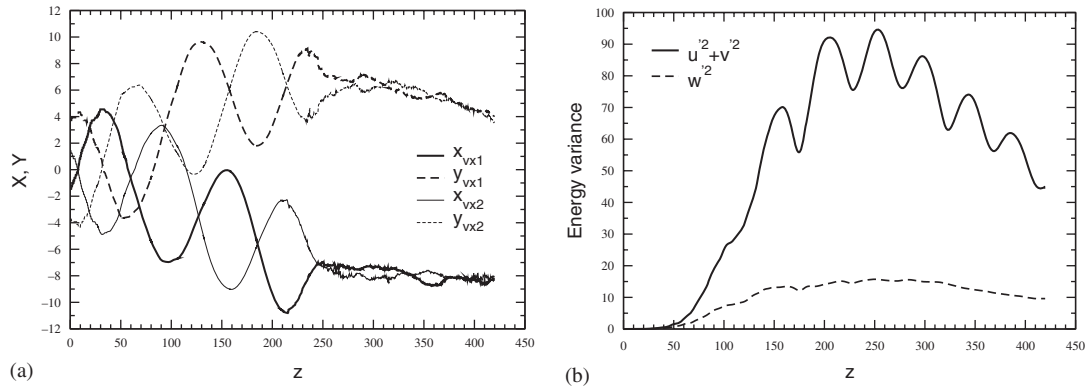 12
10
8
6
4
2
0
−2
−4
−6
−8
−10
−12
X, Y
x_vx1
y_vx1
x_vx2
y_vx2
0 50 100 150 200 250 300 350 400 450
z
(a)
100
90
80
70
60
50
40
30
20
10
0
Energy variance
u'²+v'²
w'²
0 50 100 150 200 250 300 350 400 450
z
(b)